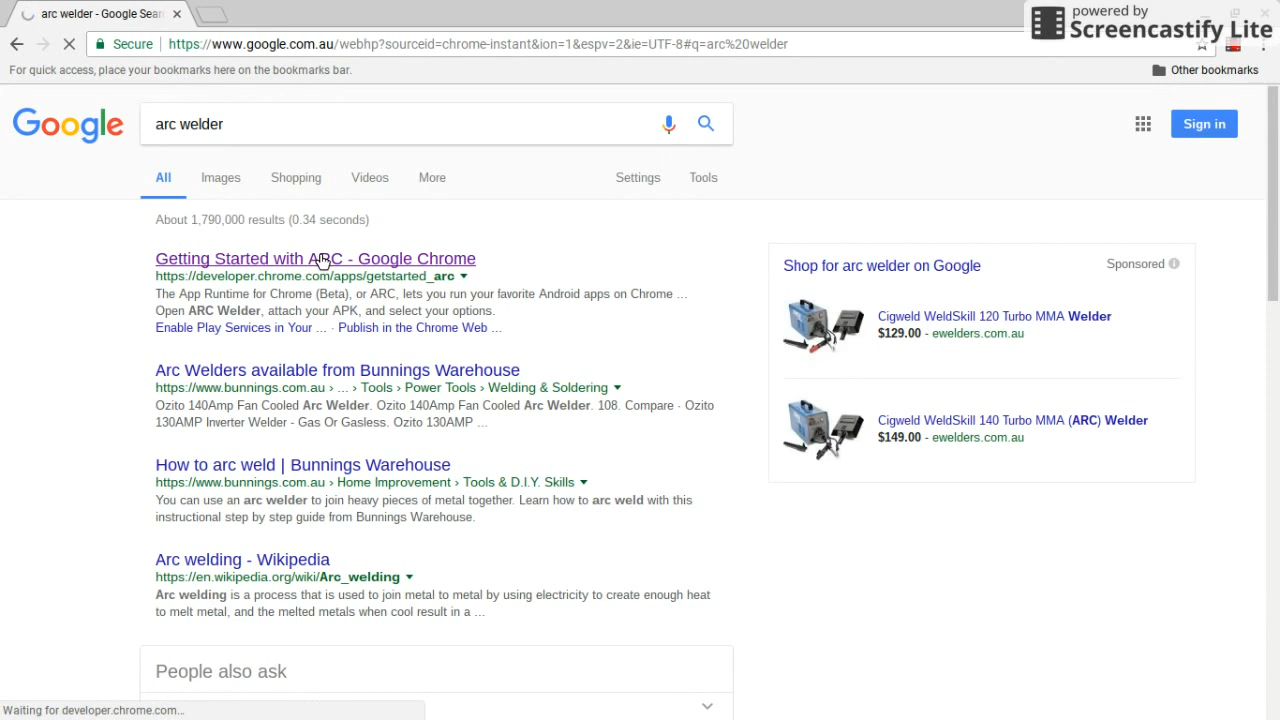 arc welder - Google Sear
powered by
Screencastify Lite
Secure https://www.google.com.au/webhp?sourceid=chrome-instant&ion=1&espv=2&ie=UTF-8#q=arc%20welder
For quick access, place your bookmarks here on the bookmarks bar.
Other bookmarks
Google
arc welder
Sign in
All Images Shopping Videos More Settings Tools
About 1,790,000 results (0.34 seconds)
Getting Started with ARC - Google Chrome
https://developer.chrome.com/apps/getstarted_arc
The App Runtime for Chrome (Beta), or ARC, lets you run your favorite Android apps on Chrome ...
Open ARC Welder, attach your APK, and select your options.
Enable Play Services in Your ... · Publish in the Chrome Web ...
Arc Welders available from Bunnings Warehouse
https://www.bunnings.com.au › ... › Tools › Power Tools › Welding & Soldering
Ozito 140Amp Fan Cooled Arc Welder. Ozito 140Amp Fan Cooled Arc Welder. 108. Compare · Ozito
130AMP Inverter Welder - Gas Or Gasless. Ozito 130AMP ...
How to arc weld | Bunnings Warehouse
https://www.bunnings.com.au › Home Improvement › Tools & D.I.Y. Skills
You can use an arc welder to join heavy pieces of metal together. Learn how to arc weld with this
instructional step by step guide from Bunnings Warehouse.
Arc welding - Wikipedia
https://en.wikipedia.org/wiki/Arc_welding
Arc welding is a process that is used to join metal to metal by using electricity to create enough heat
to melt metal, and the melted metals when cool result in a ...
People also ask
Shop for arc welder on Google
Sponsored
Cigweld WeldSkill 120 Turbo MMA Welder
$129.00 - ewelders.com.au
Cigweld WeldSkill 140 Turbo MMA (ARC) Welder
$149.00 - ewelders.com.au
Waiting for developer.chrome.com...